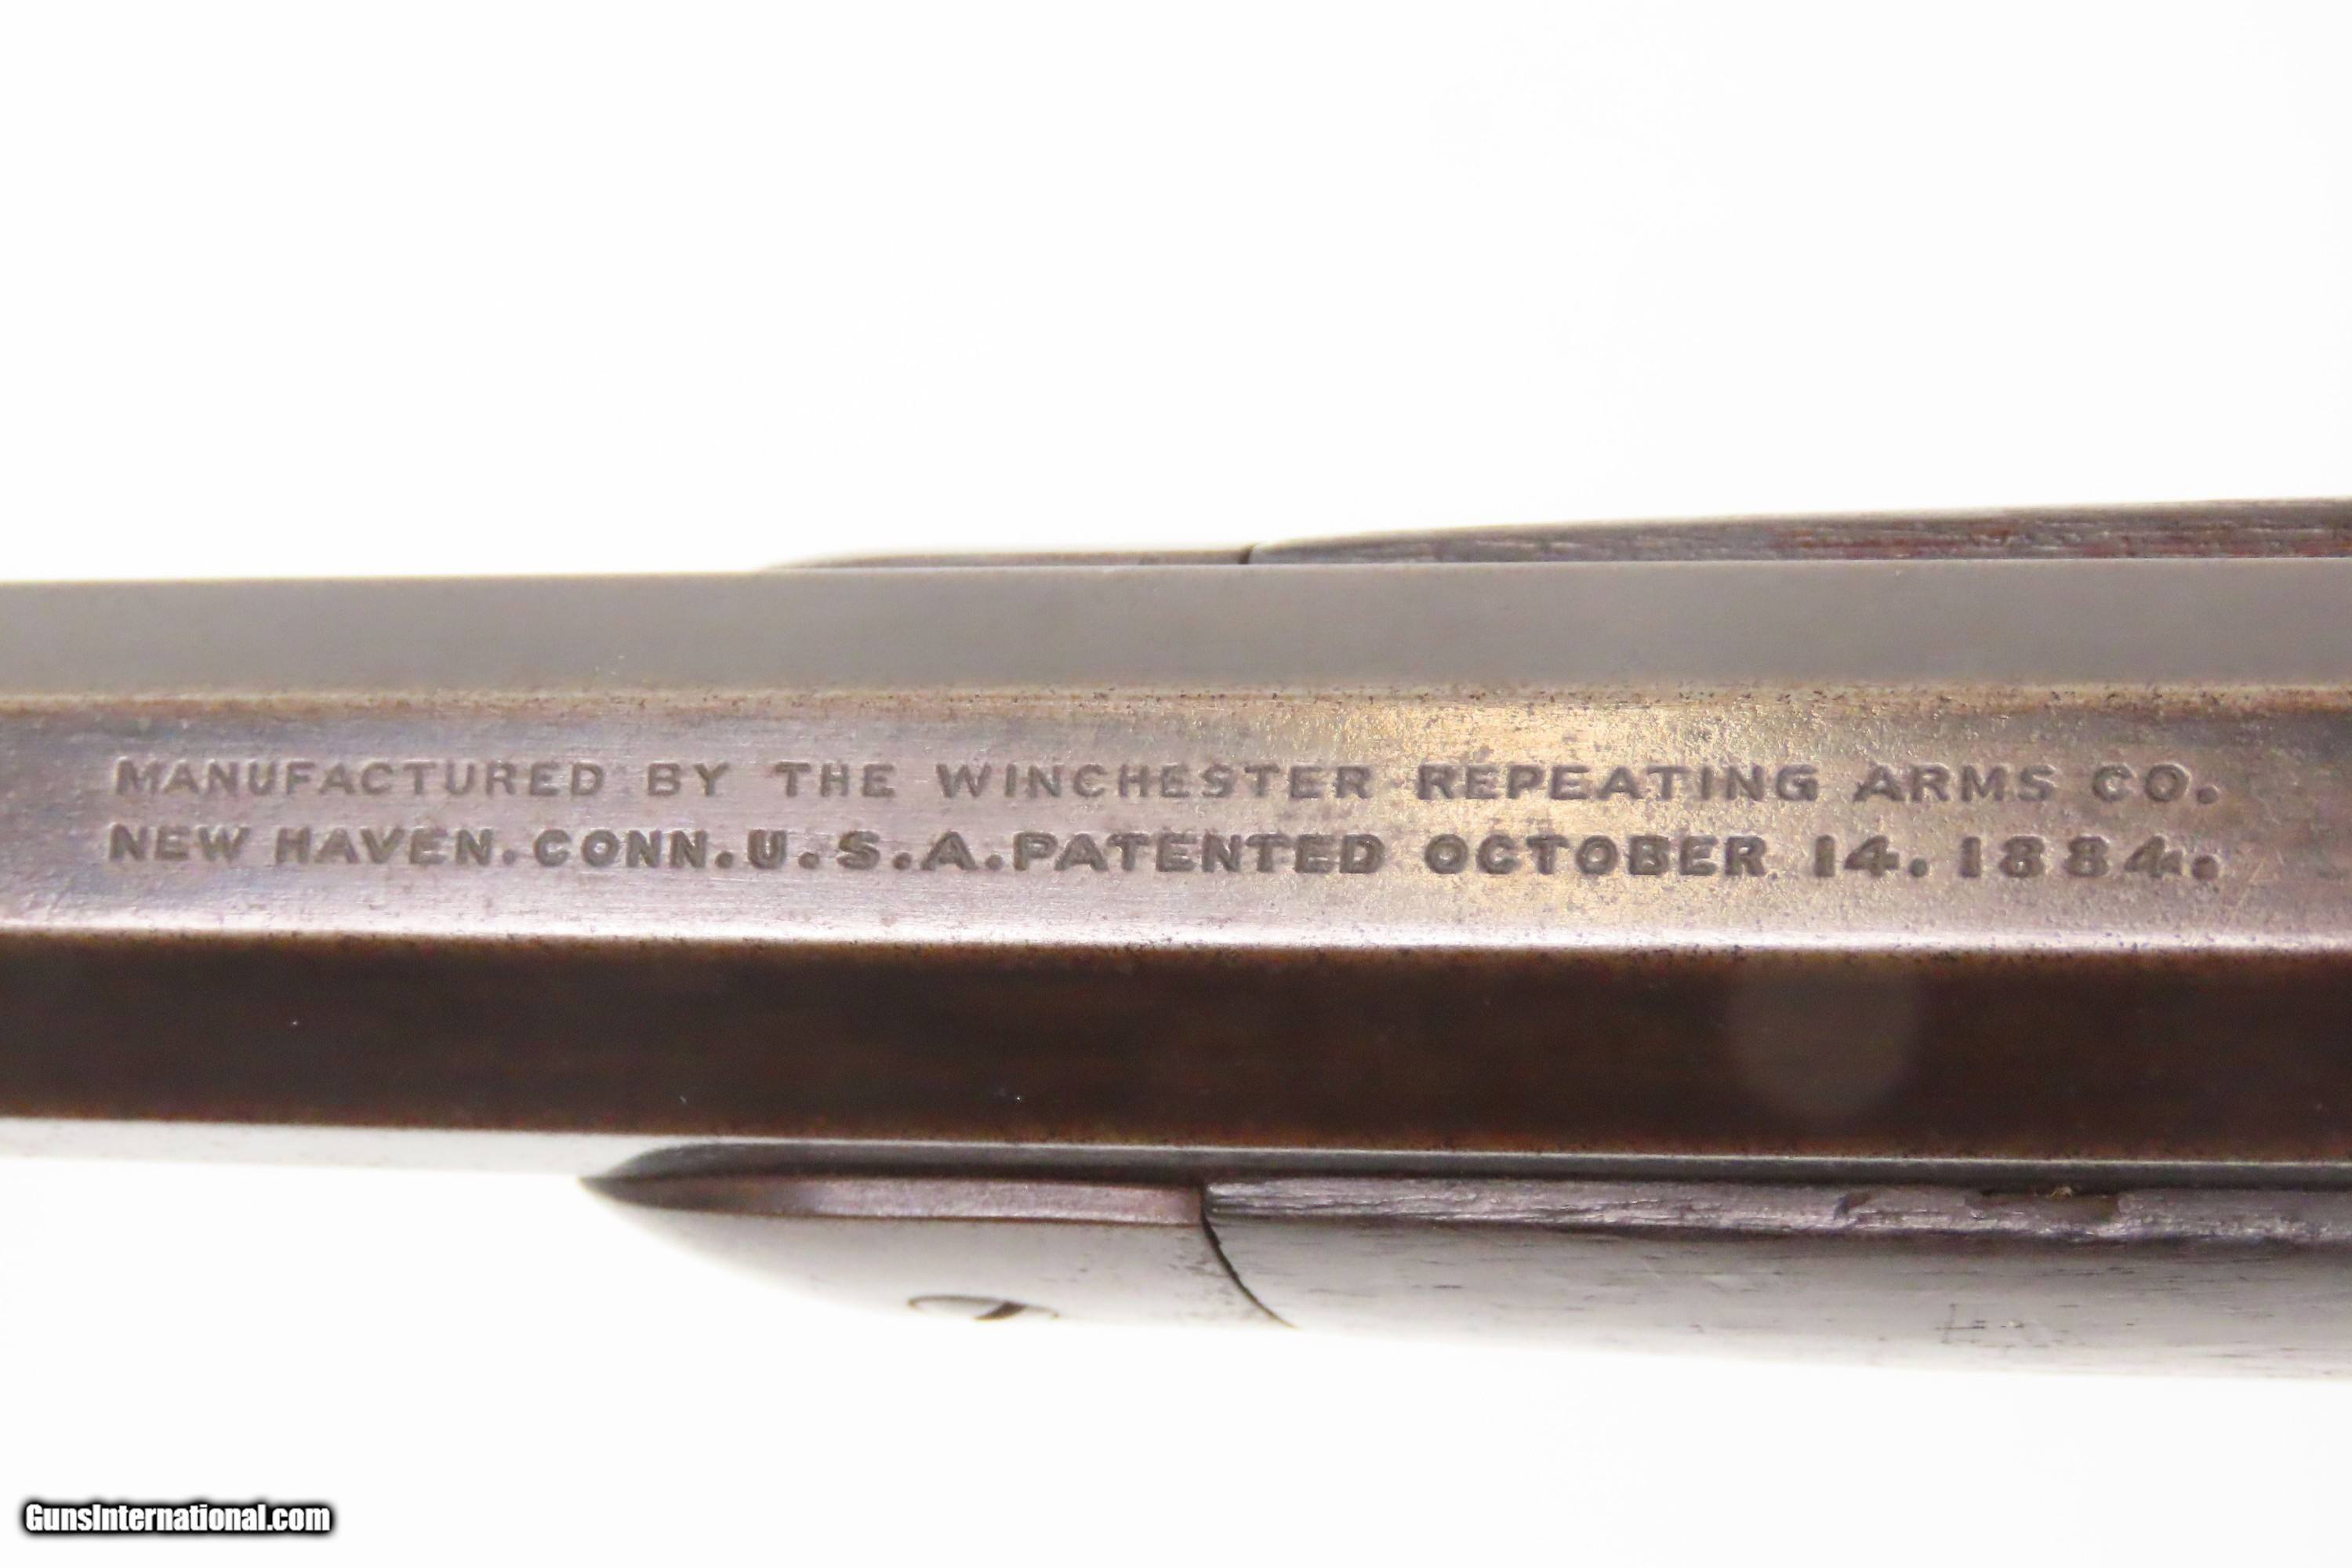 MANUFACTURED BY THE WINCHESTER REPEATING ARMS CO.
NEW HAVEN. CONN. U.S.A. PATENTED OCTOBER 14. 1884.
GunsInternational.com